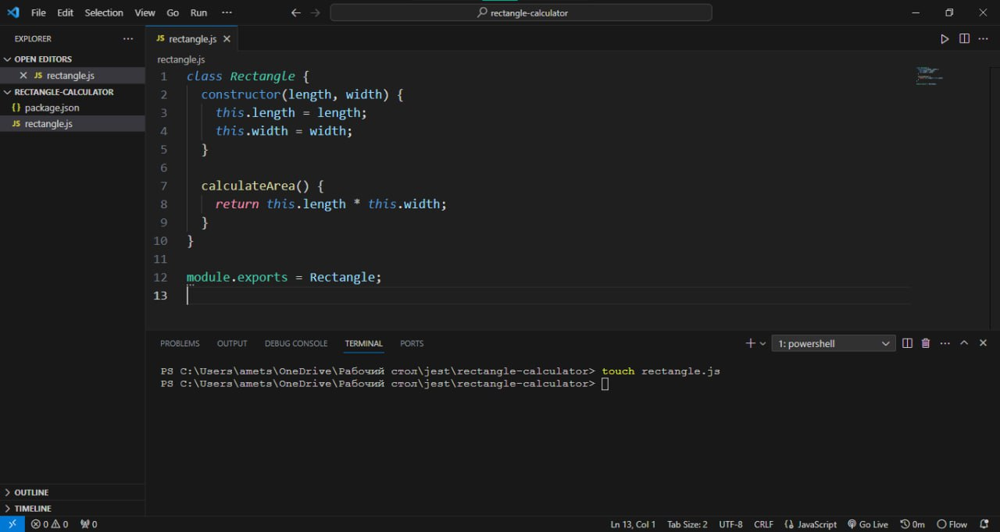 File Edit Selection View Go Run ···
rectangle-calculator
EXPLORER ···
OPEN EDITORS
JS rectangle.js
RECTANGLE-CALCULATOR
{} package.json
JS rectangle.js
OUTLINE
TIMELINE
JS rectangle.js
rectangle.js
1 class Rectangle {
2 constructor(length, width) {
3 this.length = length;
4 this.width = width;
5 }
6
7 calculateArea() {
8 return this.length * this.width;
9 }
10 }
11
12 module.exports = Rectangle;
13
PROBLEMS OUTPUT DEBUG CONSOLE TERMINAL PORTS 1: powershell
PS C:\Users\amets\OneDrive\Рабочий стол\jest\rectangle-calculator> touch rectangle.js
PS C:\Users\amets\OneDrive\Рабочий стол\jest\rectangle-calculator>
0 0 0 Ln 13, Col 1 Tab Size: 2 UTF-8 CRLF JavaScript Go Live 0m Flow